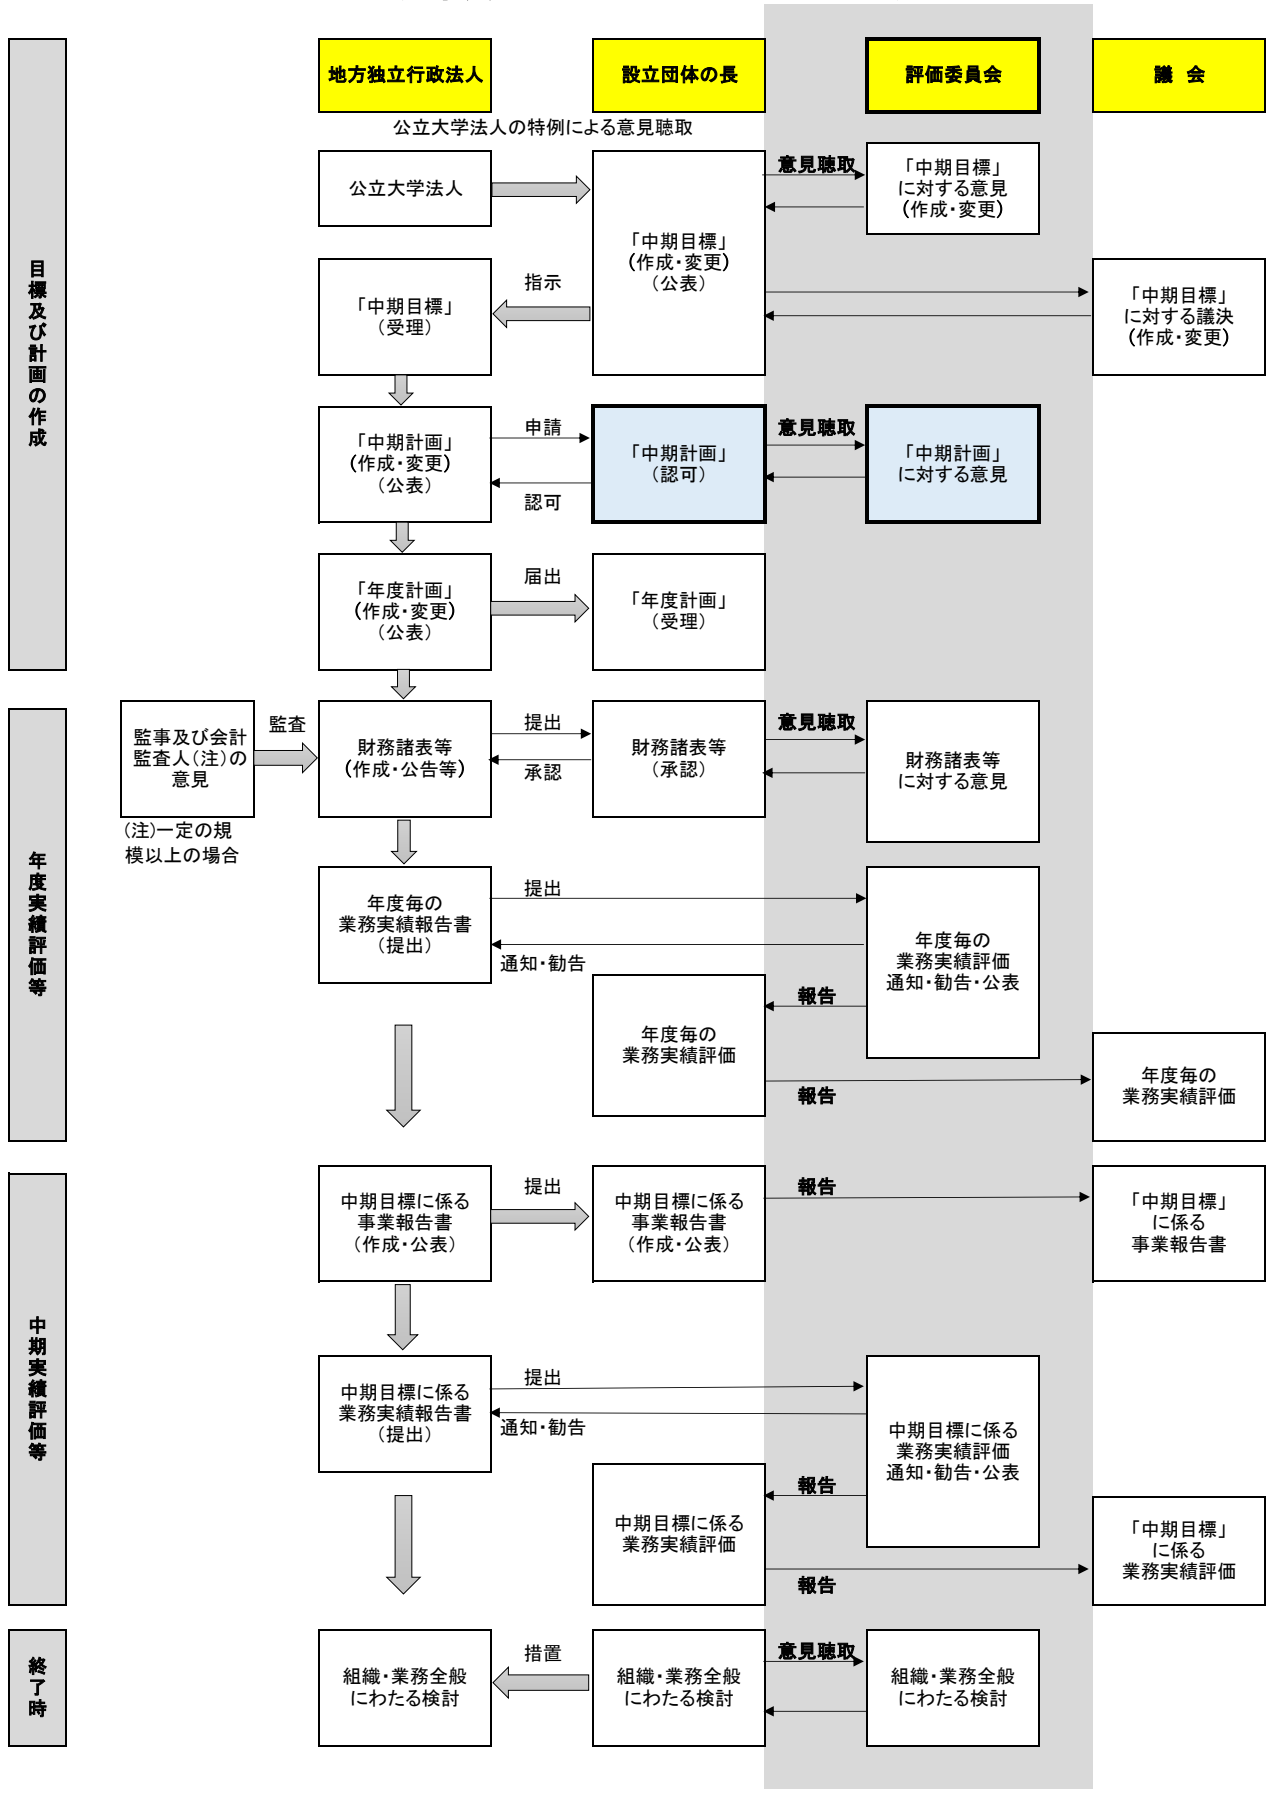 地方独立行政法人
設立団体の長
評価委員会
議 会
目標及び計画の作成
公立大学法人の特例による意見聴取
公立大学法人
「中期目標」
(作成・変更)
(公表)
意見聴取
「中期目標」
に対する意見
(作成・変更)
指示
「中期目標」
(受理)
「中期目標」
に対する議決
(作成・変更)
「中期計画」
(作成・変更)
(公表)
申請
認可
「中期計画」
(認可)
意見聴取
「中期計画」
に対する意見
「年度計画」
(作成・変更)
(公表)
届出
「年度計画」
(受理)
年度実績評価等
監事及び会計
監査人(注)の
意見
(注)一定の規
模以上の場合
監査
財務諸表等
(作成・公告等)
提出
承認
財務諸表等
(承認)
意見聴取
財務諸表等
に対する意見
年度毎の
業務実績報告書
(提出)
提出
通知・勧告
年度毎の
業務実績評価
通知・勧告・公表
報告
年度毎の
業務実績評価
報告
年度毎の
業務実績評価
中期実績評価等
中期目標に係る
事業報告書
(作成・公表)
提出
中期目標に係る
事業報告書
(作成・公表)
報告
「中期目標」
に係る
事業報告書
中期目標に係る
業務実績報告書
(提出)
提出
通知・勧告
中期目標に係る
業務実績評価
通知・勧告・公表
報告
中期目標に係る
業務実績評価
報告
「中期目標」
に係る
業務実績評価
終了時
組織・業務全般
にわたる検討
措置
組織・業務全般
にわたる検討
意見聴取
組織・業務全般
にわたる検討